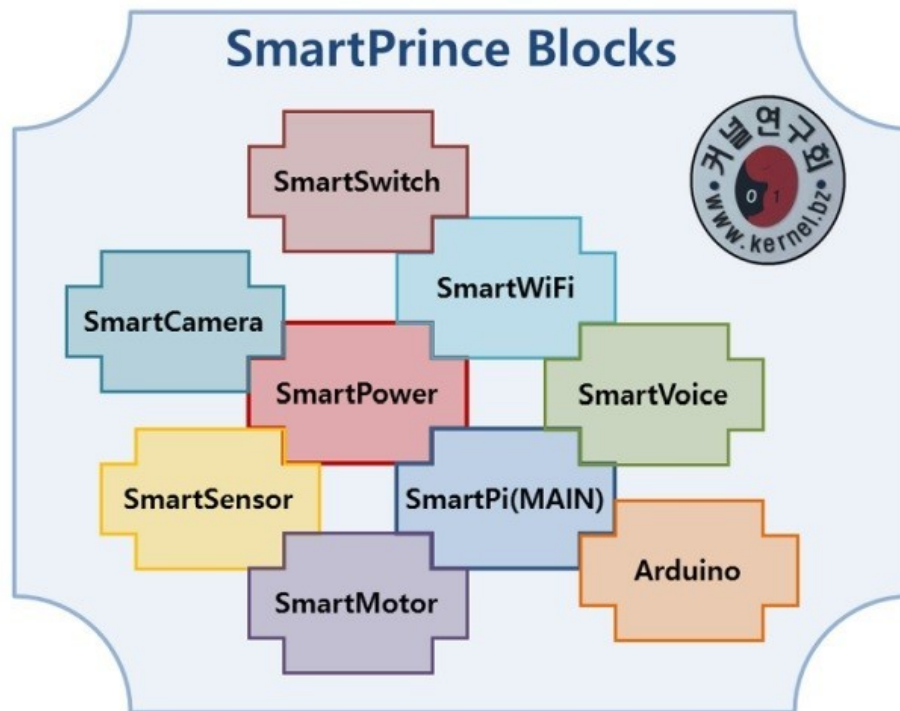 SmartPrince Blocks
커널연구회
www.kernel.bz
0 1
SmartSwitch
SmartWiFi
SmartCamera
SmartPower
SmartVoice
SmartSensor
SmartPi(MAIN)
Arduino
SmartMotor